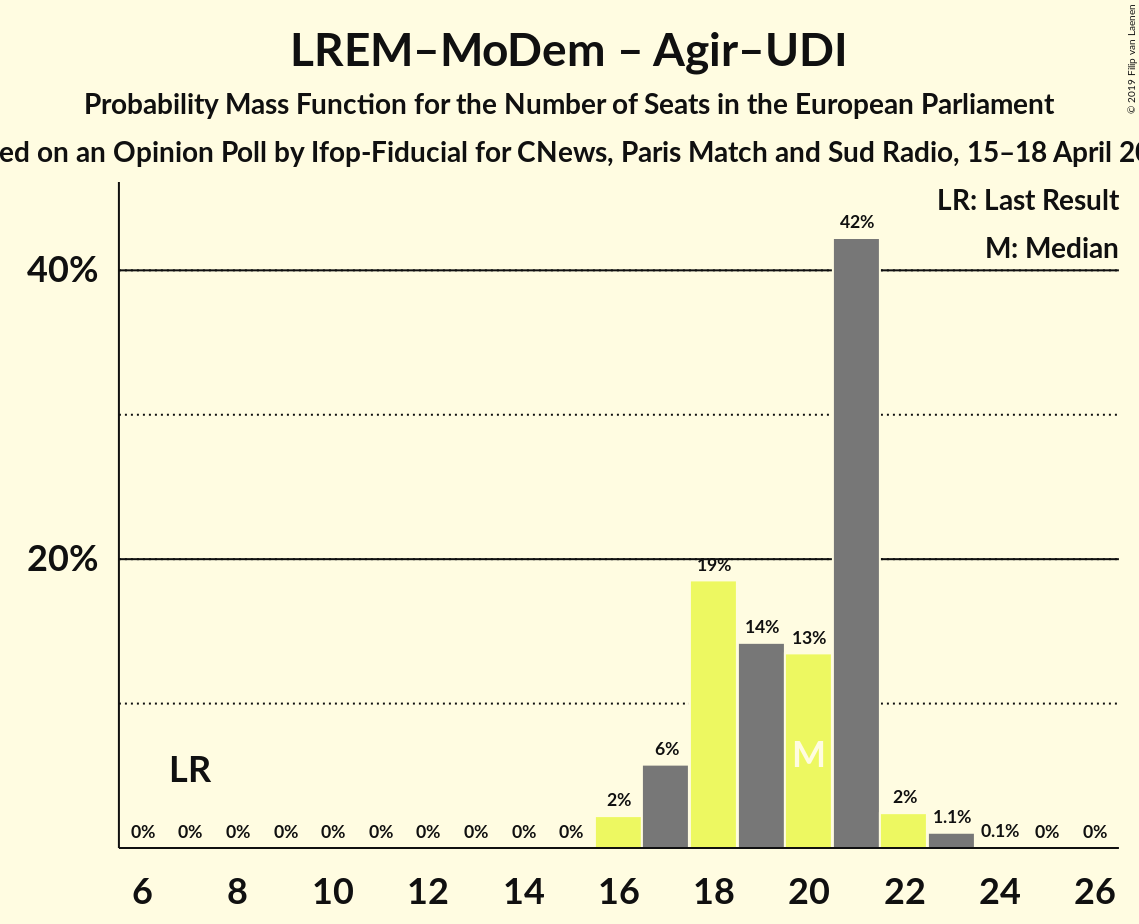 LREM–MoDem – Agir–UDI
Probability Mass Function for the Number of Seats in the European Parliament
on an Opinion Poll by Ifop-Fiducial for CNews, Paris Match and Sud Radio, 15–18 April
© 2019 Filip van Laenen
LR: Last Result
M: Median
42%
40%
20%
19%
14%
13%
6%
M
LR
2%
2%
1.1%
0% 0% 0% 0% 0% 0% 0% 0% 0% 0% 0.1% 0% 0%
6 8 10 12 14 16 18 20 22 24 26